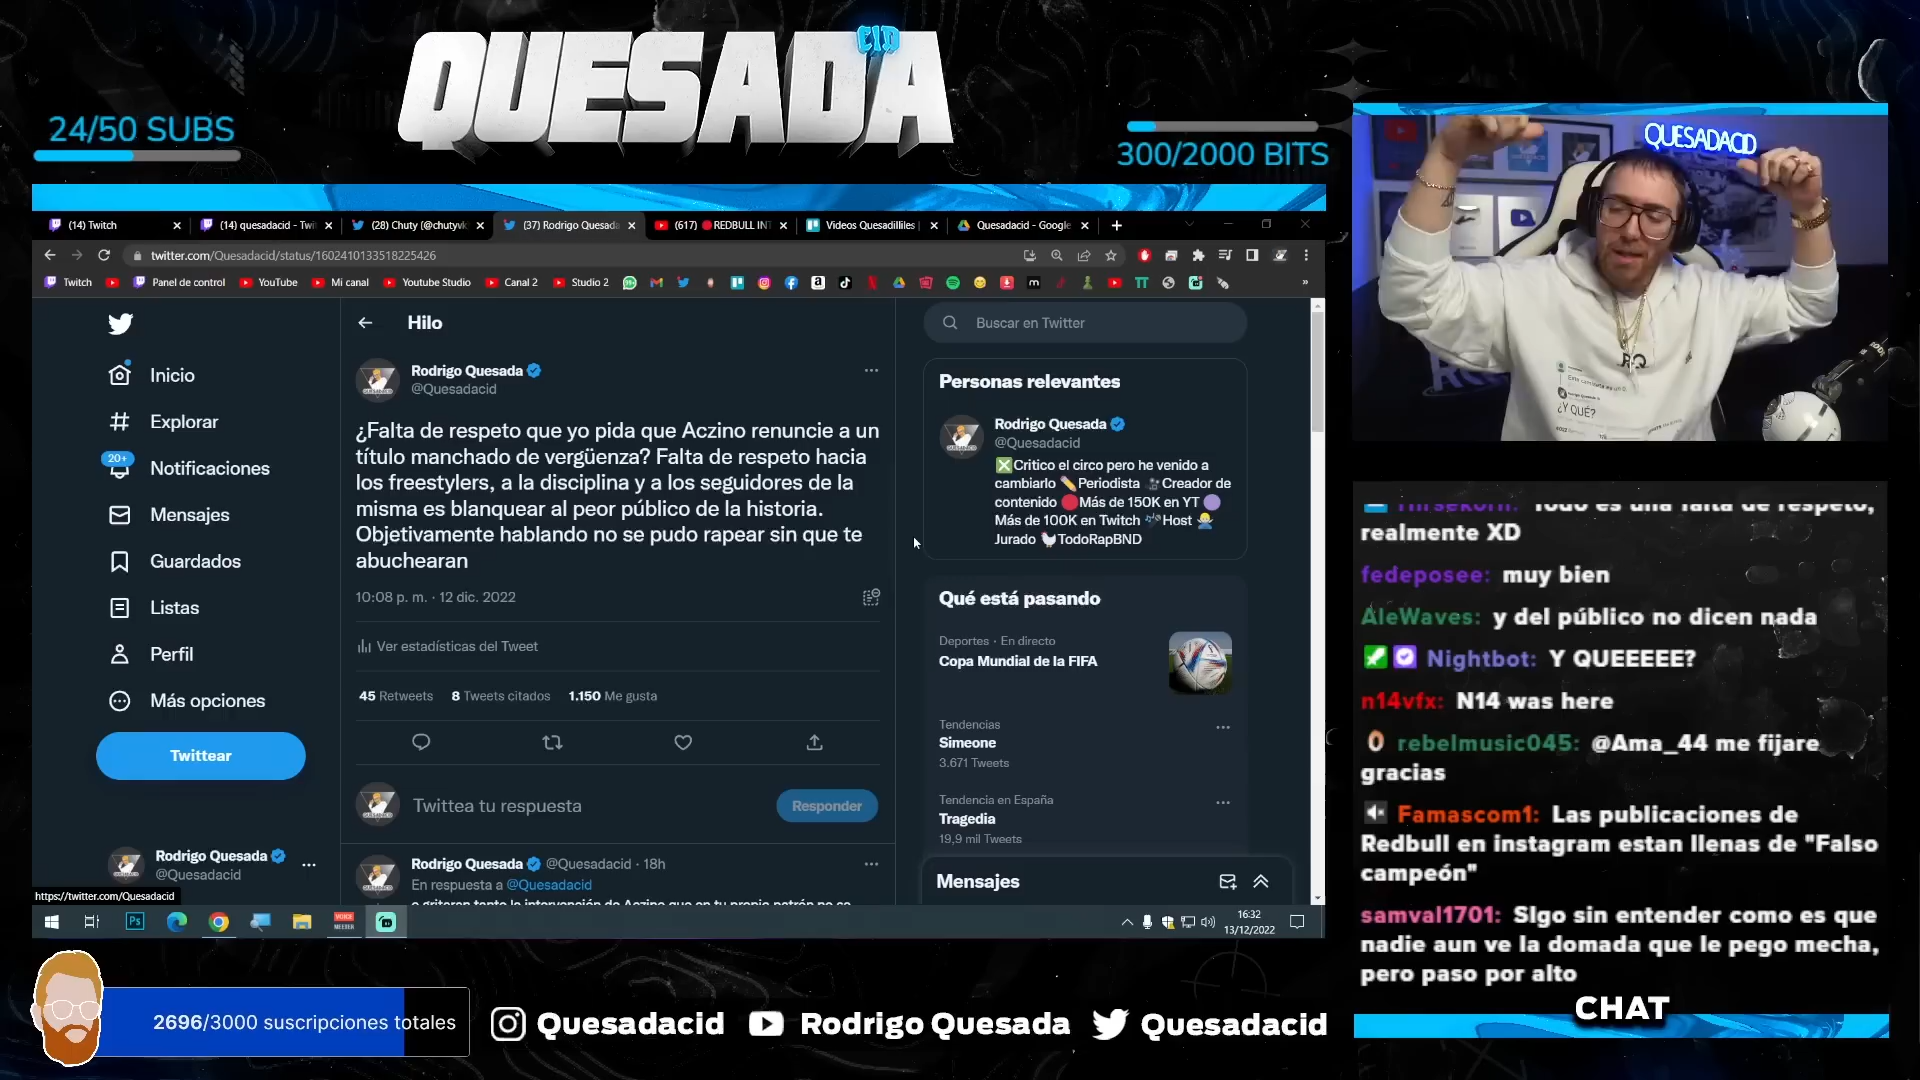 QUESADA
CID
24/50 SUBS
300/2000 BITS
QUESADACID
(14) Twitch
(14) quesadacid - Twi
(28) Chuty (@chutyvk
(37) Rodrigo Quesada
(617) 🔴REDBULL INT
Videos Quesadilliles |
Quesadacid - Google
twitter.com/Quesadacid/status/1602410133518225426
Twitch
Panel de control
YouTube
Mi canal
Youtube Studio
Canal 2
Studio 2
Hilo
Buscar en Twitter
Inicio
Explorar
20+
Notificaciones
Mensajes
Guardados
Listas
Perfil
Más opciones
Twittear
Rodrigo Quesada
@Quesadacid
https://twitter.com/Quesadacid
Rodrigo Quesada
@Quesadacid
¿Falta de respeto que yo pida que Aczino renuncie a un
título manchado de vergüenza? Falta de respeto hacia
los freestylers, a la disciplina y a los seguidores de la
misma es blanquear al peor público de la historia.
Objetivamente hablando no se pudo rapear sin que te
abuchearan
10:08 p. m. · 12 dic. 2022
Ver estadísticas del Tweet
45 Retweets 8 Tweets citados 1.150 Me gusta
Twittea tu respuesta
Responder
Rodrigo Quesada @Quesadacid · 18h
En respuesta a @Quesadacid
Personas relevantes
Rodrigo Quesada
@Quesadacid
❎Critico el circo pero he venido a
cambiarlo ✏️Periodista 🎥Creador de
contenido 🔴Más de 150K en YT 🟣
Más de 100K en Twitch 🎤Host 🙅‍♂️
Jurado 🐓TodoRapBND
Qué está pasando
Deportes · En directo
Copa Mundial de la FIFA
Tendencias
Simeone
3.671 Tweets
Tendencia en España
Tragedia
19,9 mil Tweets
Mensajes
Ps
VOICE
MEETER
16:32
13/12/2022
RQ
¿Y QUÉ?
realmente XD
fedeposee: muy bien
AleWaves: y del público no dicen nada
Nightbot: Y QUEEEEE?
n14vfx: N14 was here
rebelmusic045: @Ama_44 me fijare
gracias
Famascom1: Las publicaciones de
Redbull en instagram estan llenas de "Falso
campeón"
samval1701: SIgo sin entender como es que
nadie aun ve la domada que le pego mecha,
pero paso por alto
CHAT
2696/3000 suscripciones totales
Quesadacid
Rodrigo Quesada
Quesadacid